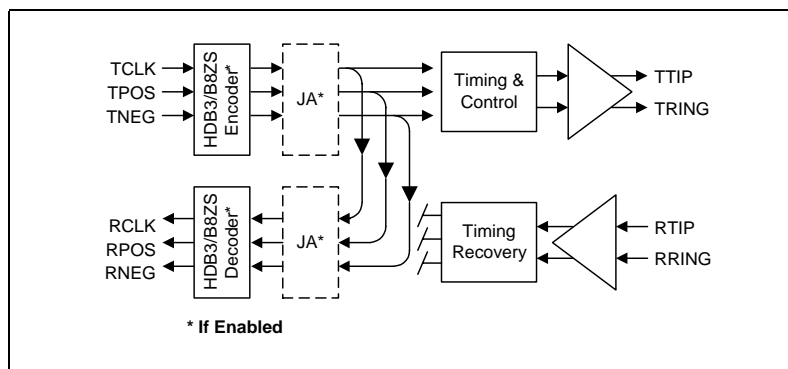 TCLK
TPOS
TNEG
HDB3/B8ZS
Encoder*
JA*
Timing &
Control
TTIP
TRING
RCLK
RPOS
RNEG
HDB3/B8ZS
Decoder*
JA*
Timing
Recovery
RTIP
RRING
* If Enabled